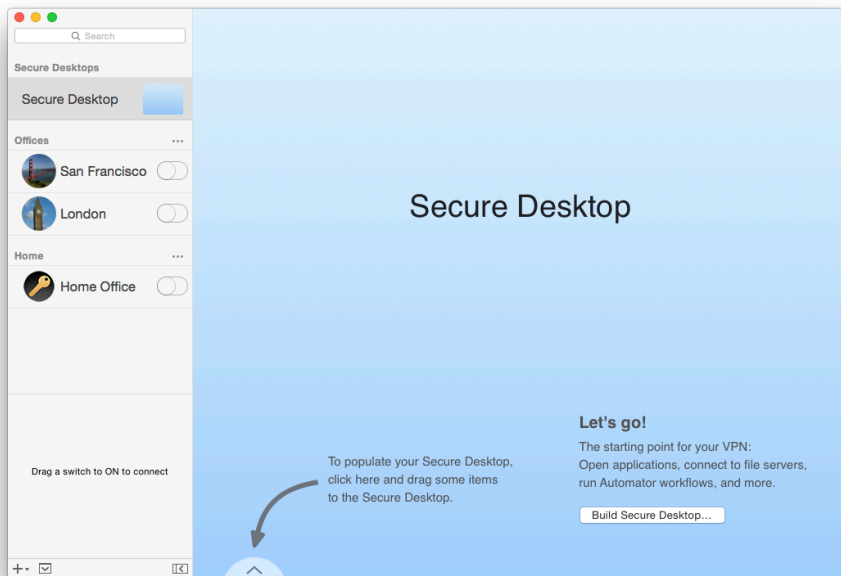 Search
Secure Desktops
Secure Desktop
Offices
San Francisco
London
Home
Home Office
Drag a switch to ON to connect
Secure Desktop
To populate your Secure Desktop,
click here and drag some items
to the Secure Desktop.
Let's go!
The starting point for your VPN:
Open applications, connect to file servers,
run Automator workflows, and more.
Build Secure Desktop...